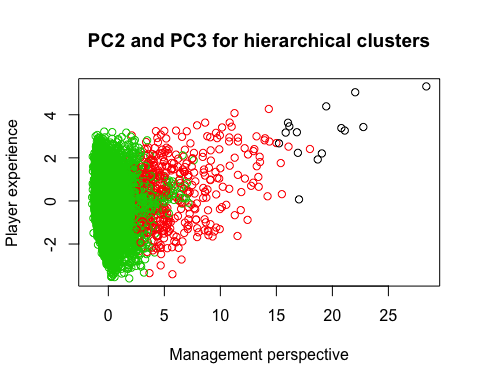 PC2 and PC3 for hierarchical clusters
Player experience
4
2
0
-2
0 5 10 15 20 25
Management perspective